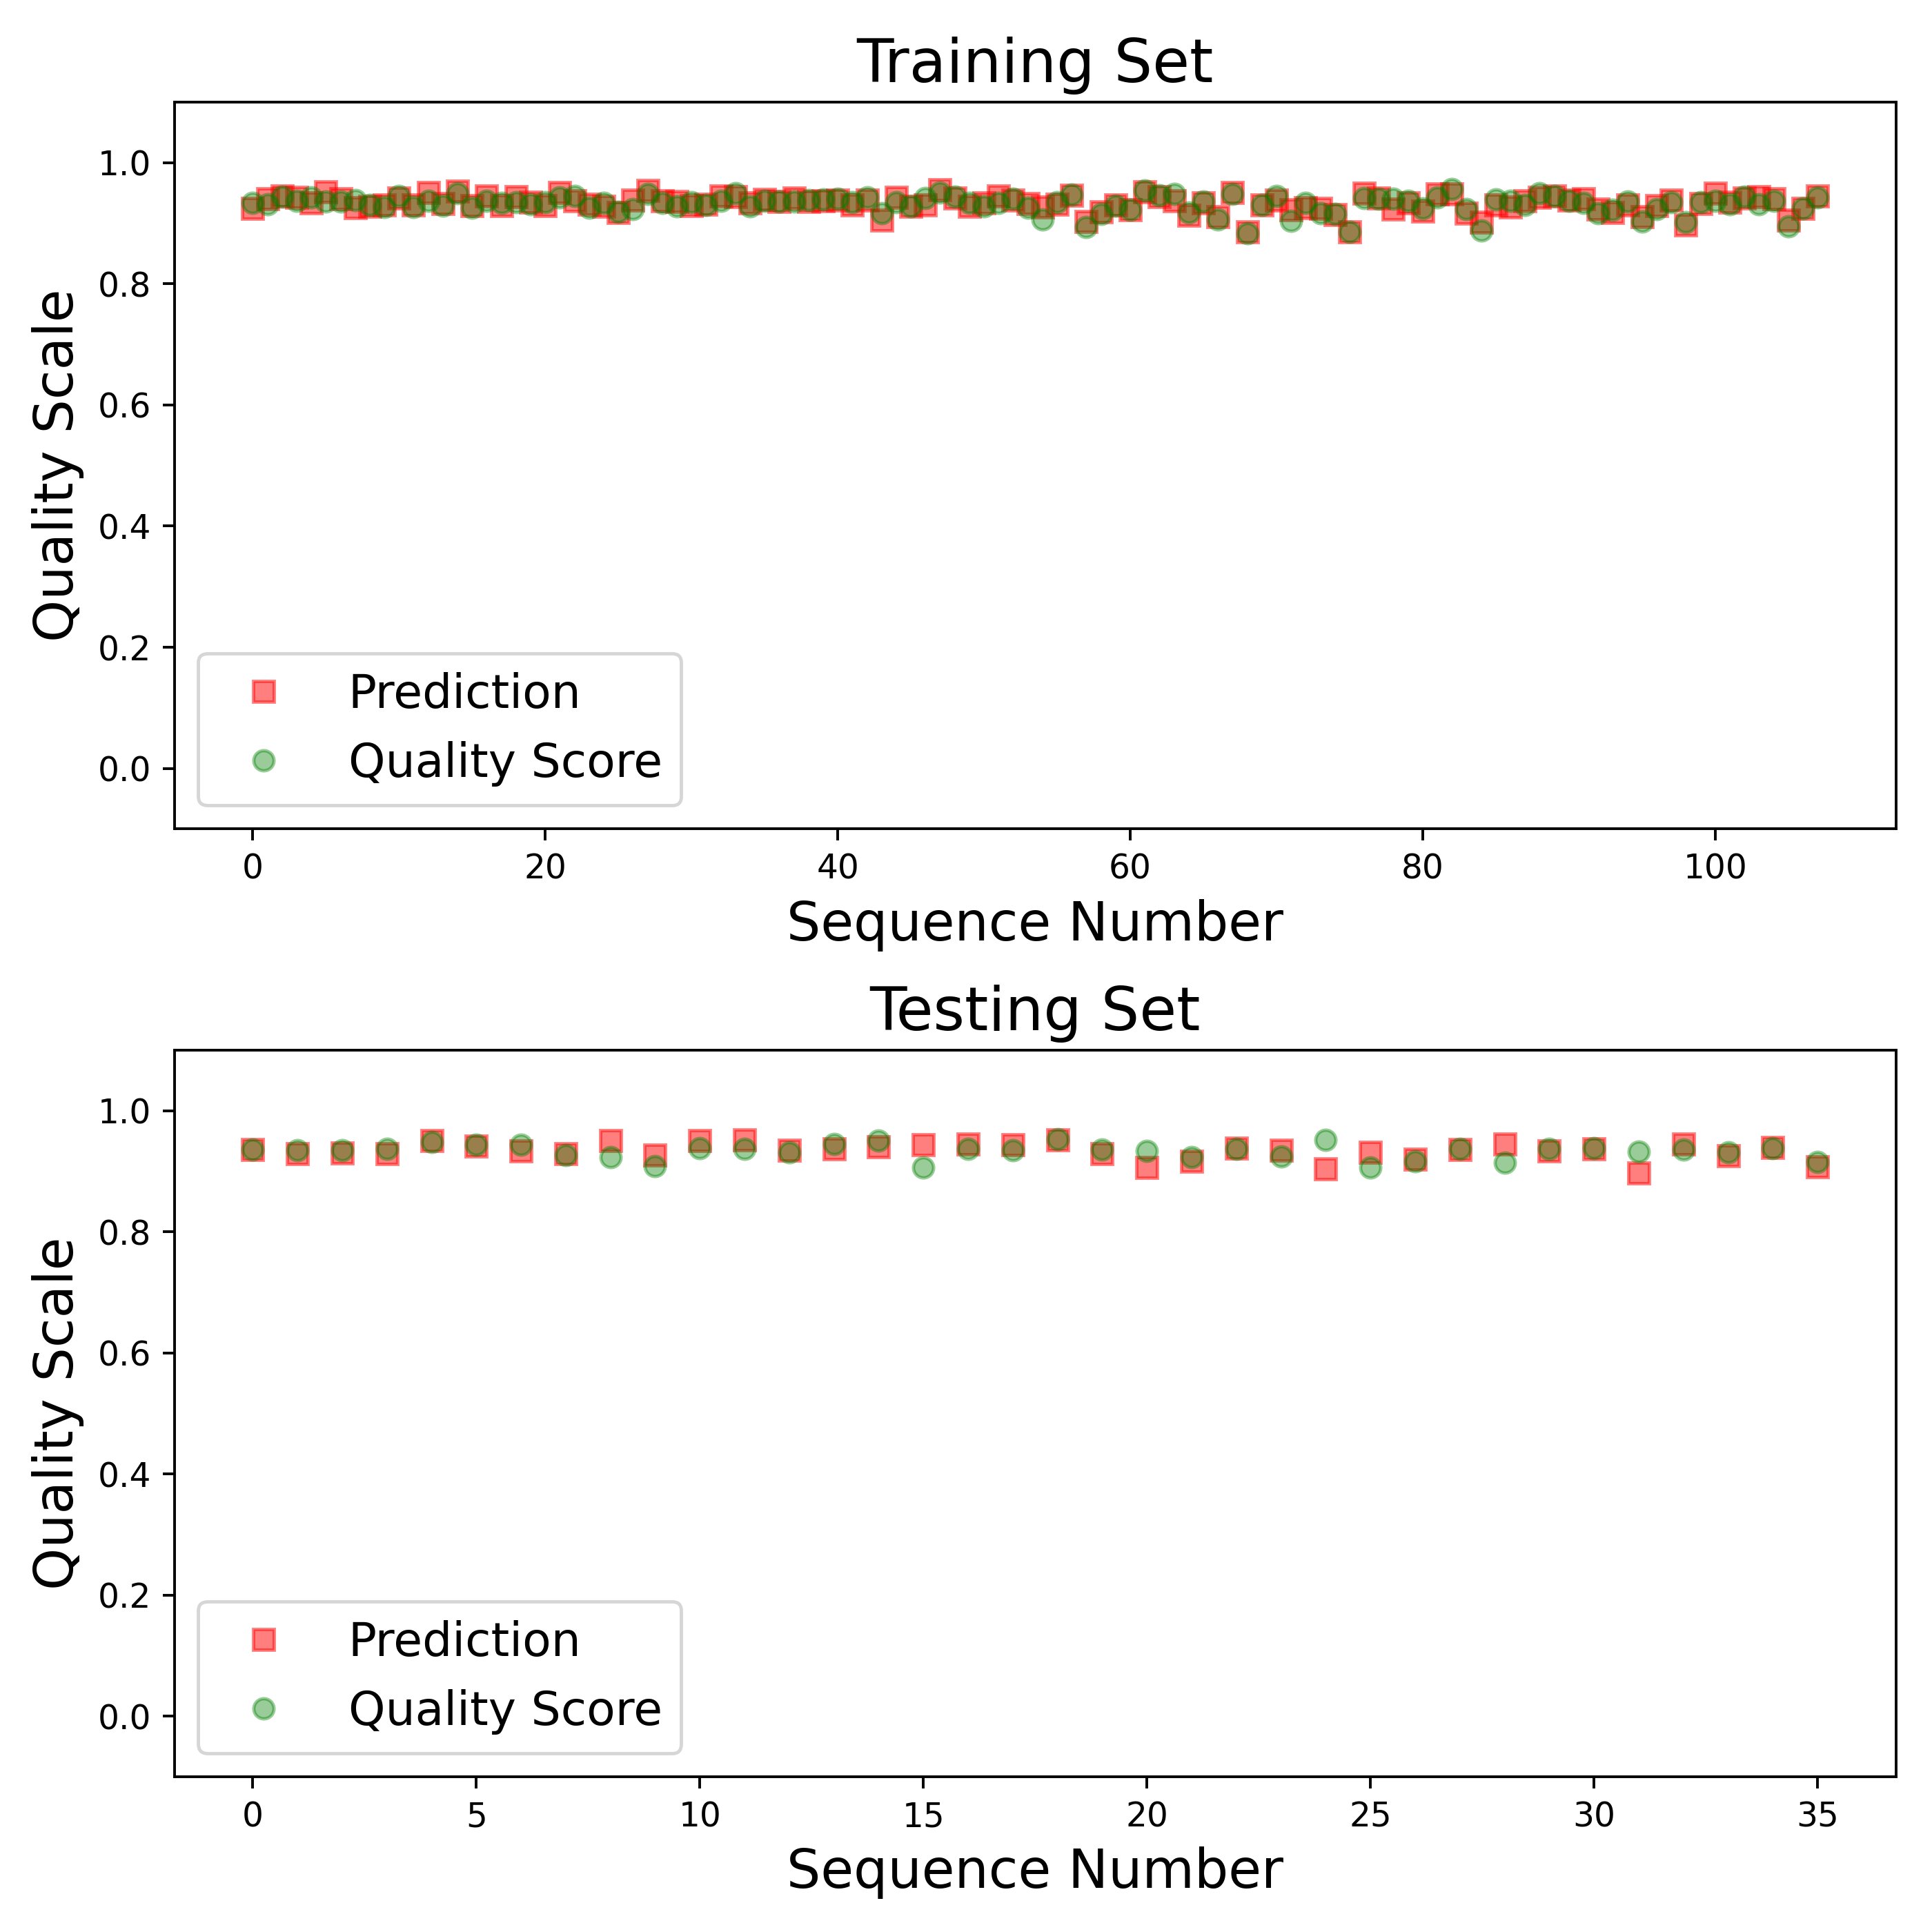 Training Set
Quality Scale
1.0
0.8
0.6
0.4
0.2
0.0
Prediction
Quality Score
0 20 40 60 80 100
Sequence Number
Testing Set
Quality Scale
1.0
0.8
0.6
0.4
0.2
0.0
Prediction
Quality Score
0 5 10 15 20 25 30 35
Sequence Number